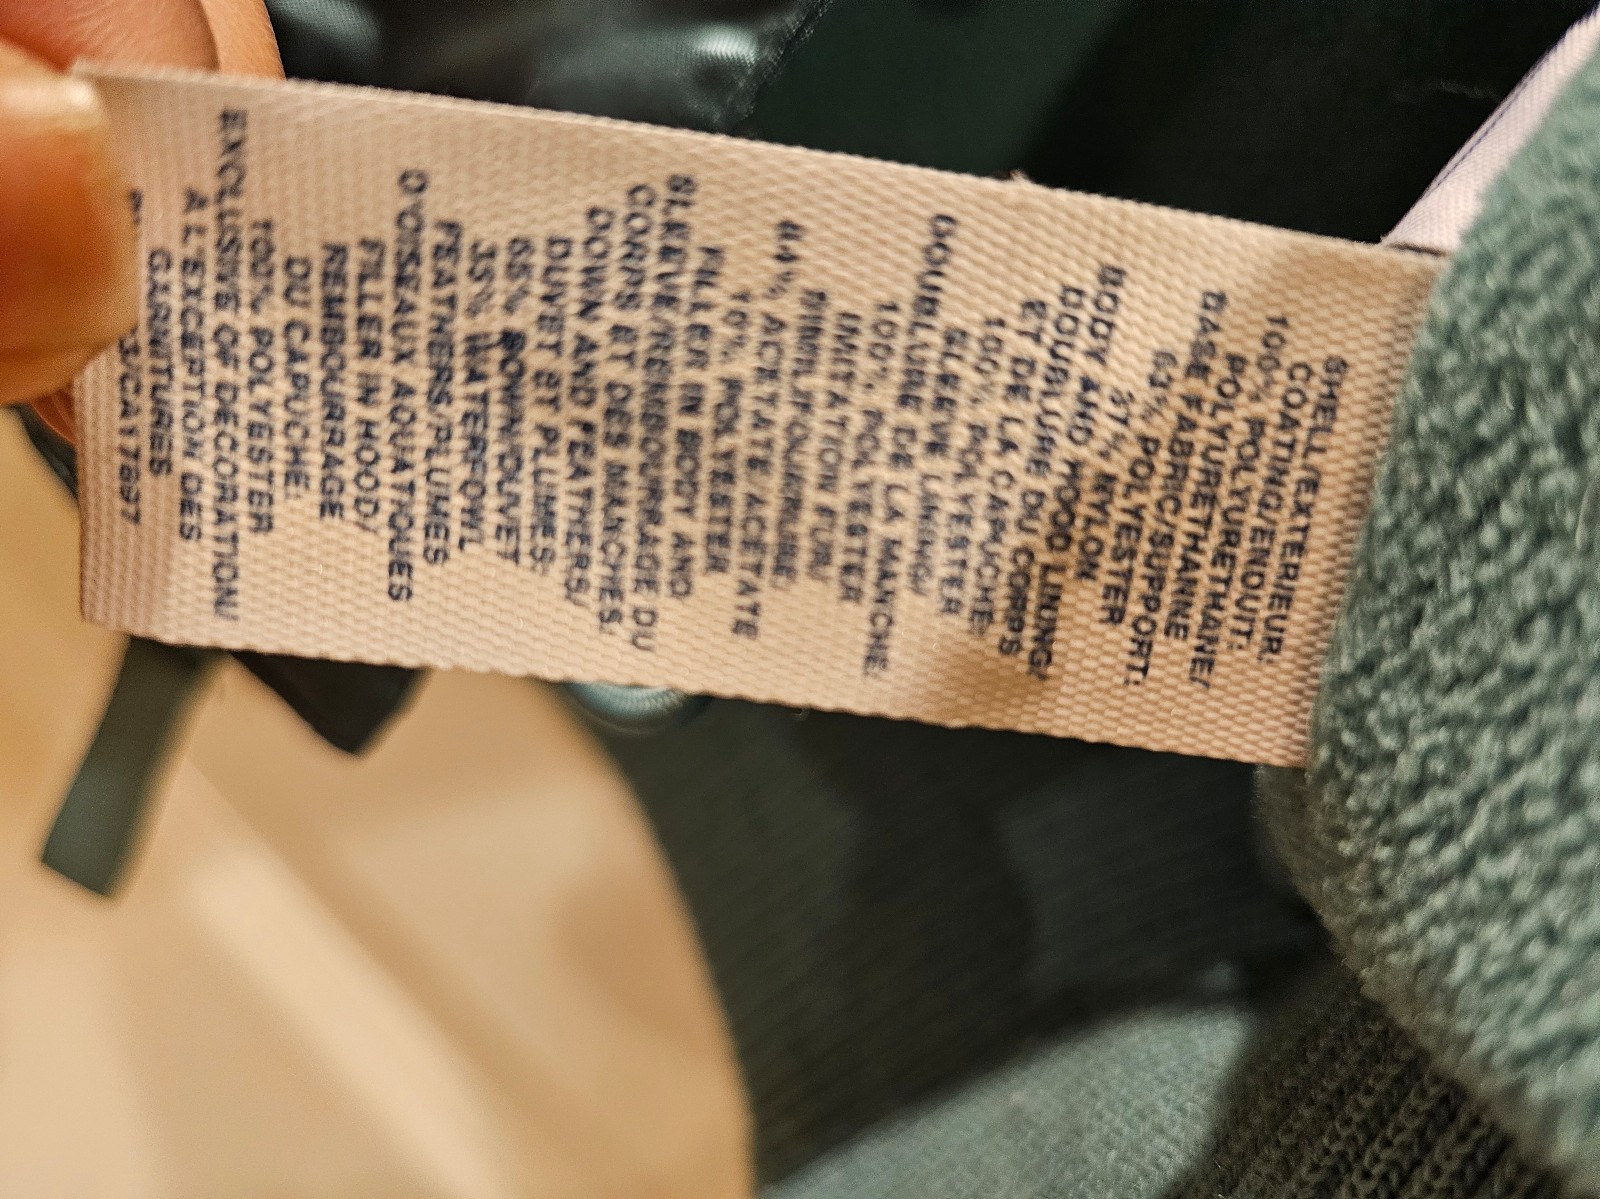 SHELL/EXTERIEUR:
COATING/ENDUIT:
100% POLYURETHANE/
POLYURETHANNE
BASE FABRIC/SUPPORT:
63% POLYESTER
37% NYLON
BODY AND HOOD LINING/
DOUBLURE DU CORPS
ET DE LA CAPUCHE:
100% POLYESTER
SLEEVE LINING/
DOUBLURE DE LA MANCHE:
100% POLYESTER
IMITATION FUR/
SIMILIFOURRURE:
84% ACETATE/ACETATE
16% POLYESTER
FILLER IN BODY AND
SLEEVE/REMBOURRAGE DU
CORPS ET DES MANCHES:
DOWN AND FEATHERS/
DUVET ET PLUMES:
65% DOWN/DUVET
35% WATERFOWL
FEATHERS/PLUMES
D'OISEAUX AQUATIQUES
FILLER IN HOOD/
REMBOURRAGE
DU CAPUCHE:
100% POLYESTER
EXCLUSIVE OF DECORATION/
A L'EXCEPTION DES
GARNITURES
3/CA17897